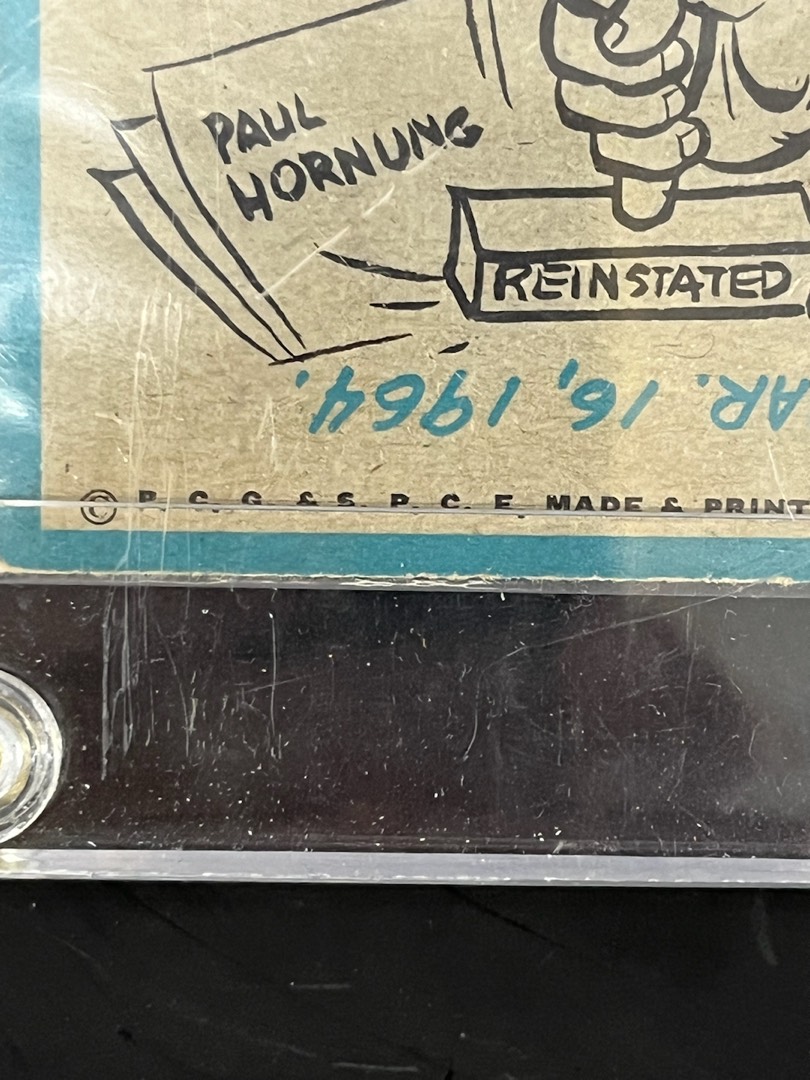 PAUL
HORNUNG
REINSTATED
AR. 16, 1964.
© P. C. G. & S. P. C. E. MADE & PRINT